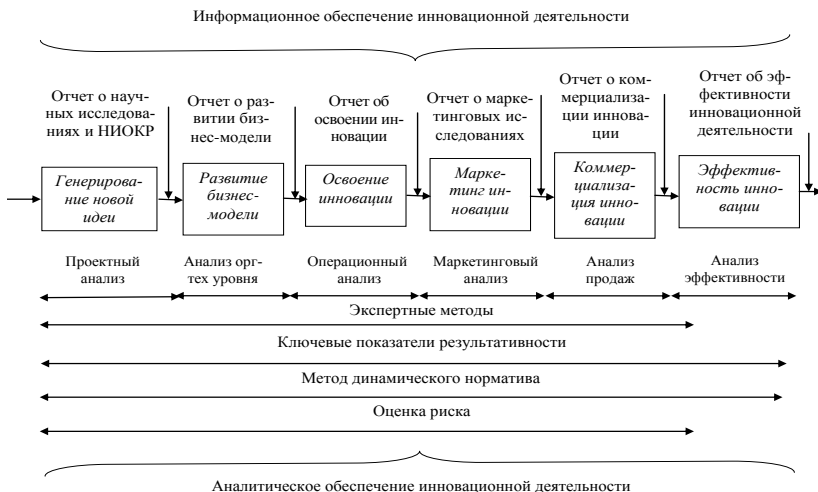 Информационное обеспечение инновационной деятельности
Отчет о науч-
ных исследова-
ниях и НИОКР
Отчет о раз-
витии биз-
нес-модели
Отчет об
освоении ин-
новации
Отчет о марке-
тинговых ис-
следованиях
Отчет о ком-
мерциализа-
ции иннова-
ции
Отчет об эф-
фективности
инновационной
деятельности
Генерирова-
ние новой
идеи
Развитие
бизнес-
модели
Освоение
инновации
Марке-
тинг ин-
новации
Коммер-
циализа-
ция инно-
вации
Эффектив-
ность инно-
вации
Проектный
анализ
Анализ орг-
тех уровня
Операционный
анализ
Маркетинговый
анализ
Анализ
продаж
Анализ
эффективности
Экспертные методы
Ключевые показатели результативности
Метод динамического норматива
Оценка риска
Аналитическое обеспечение инновационной деятельности